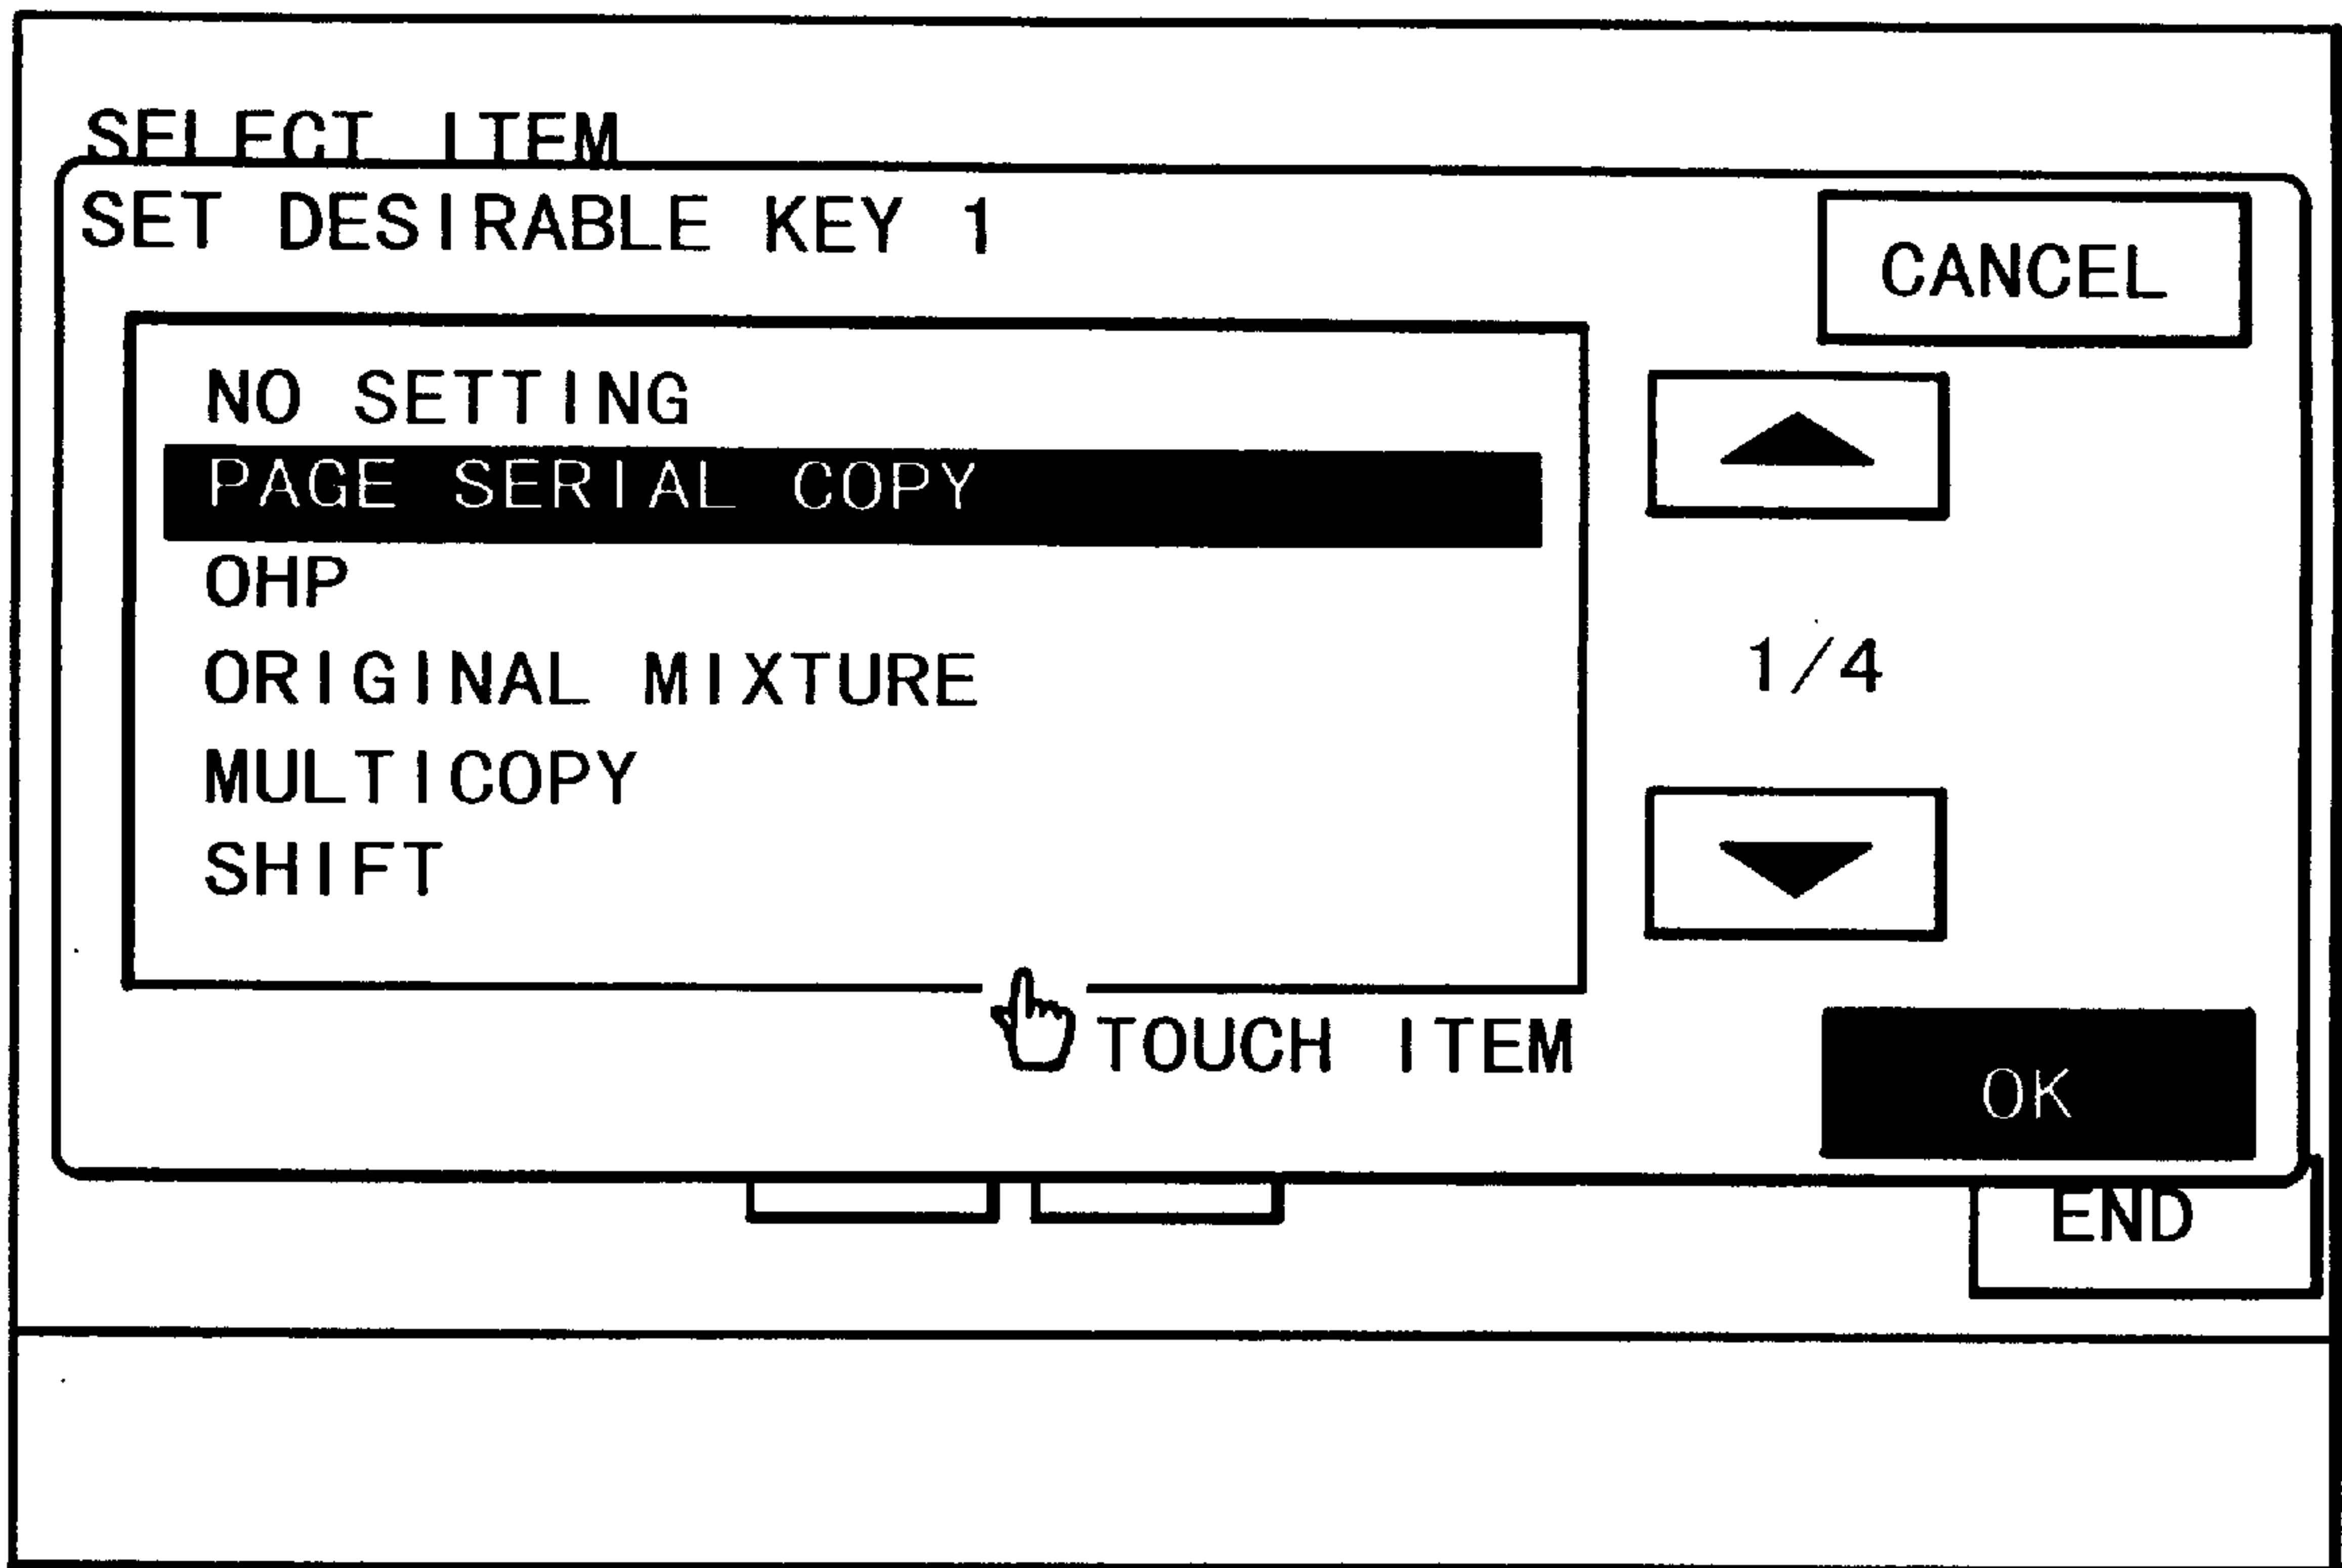 SELECT ITEM
SET DESIRABLE KEY 1
CANCEL
NO SETTING
PAGE SERIAL COPY
OHP
ORIGINAL MIXTURE
1/4
MULTICOPY
SHIFT
TOUCH ITEM
OK
END